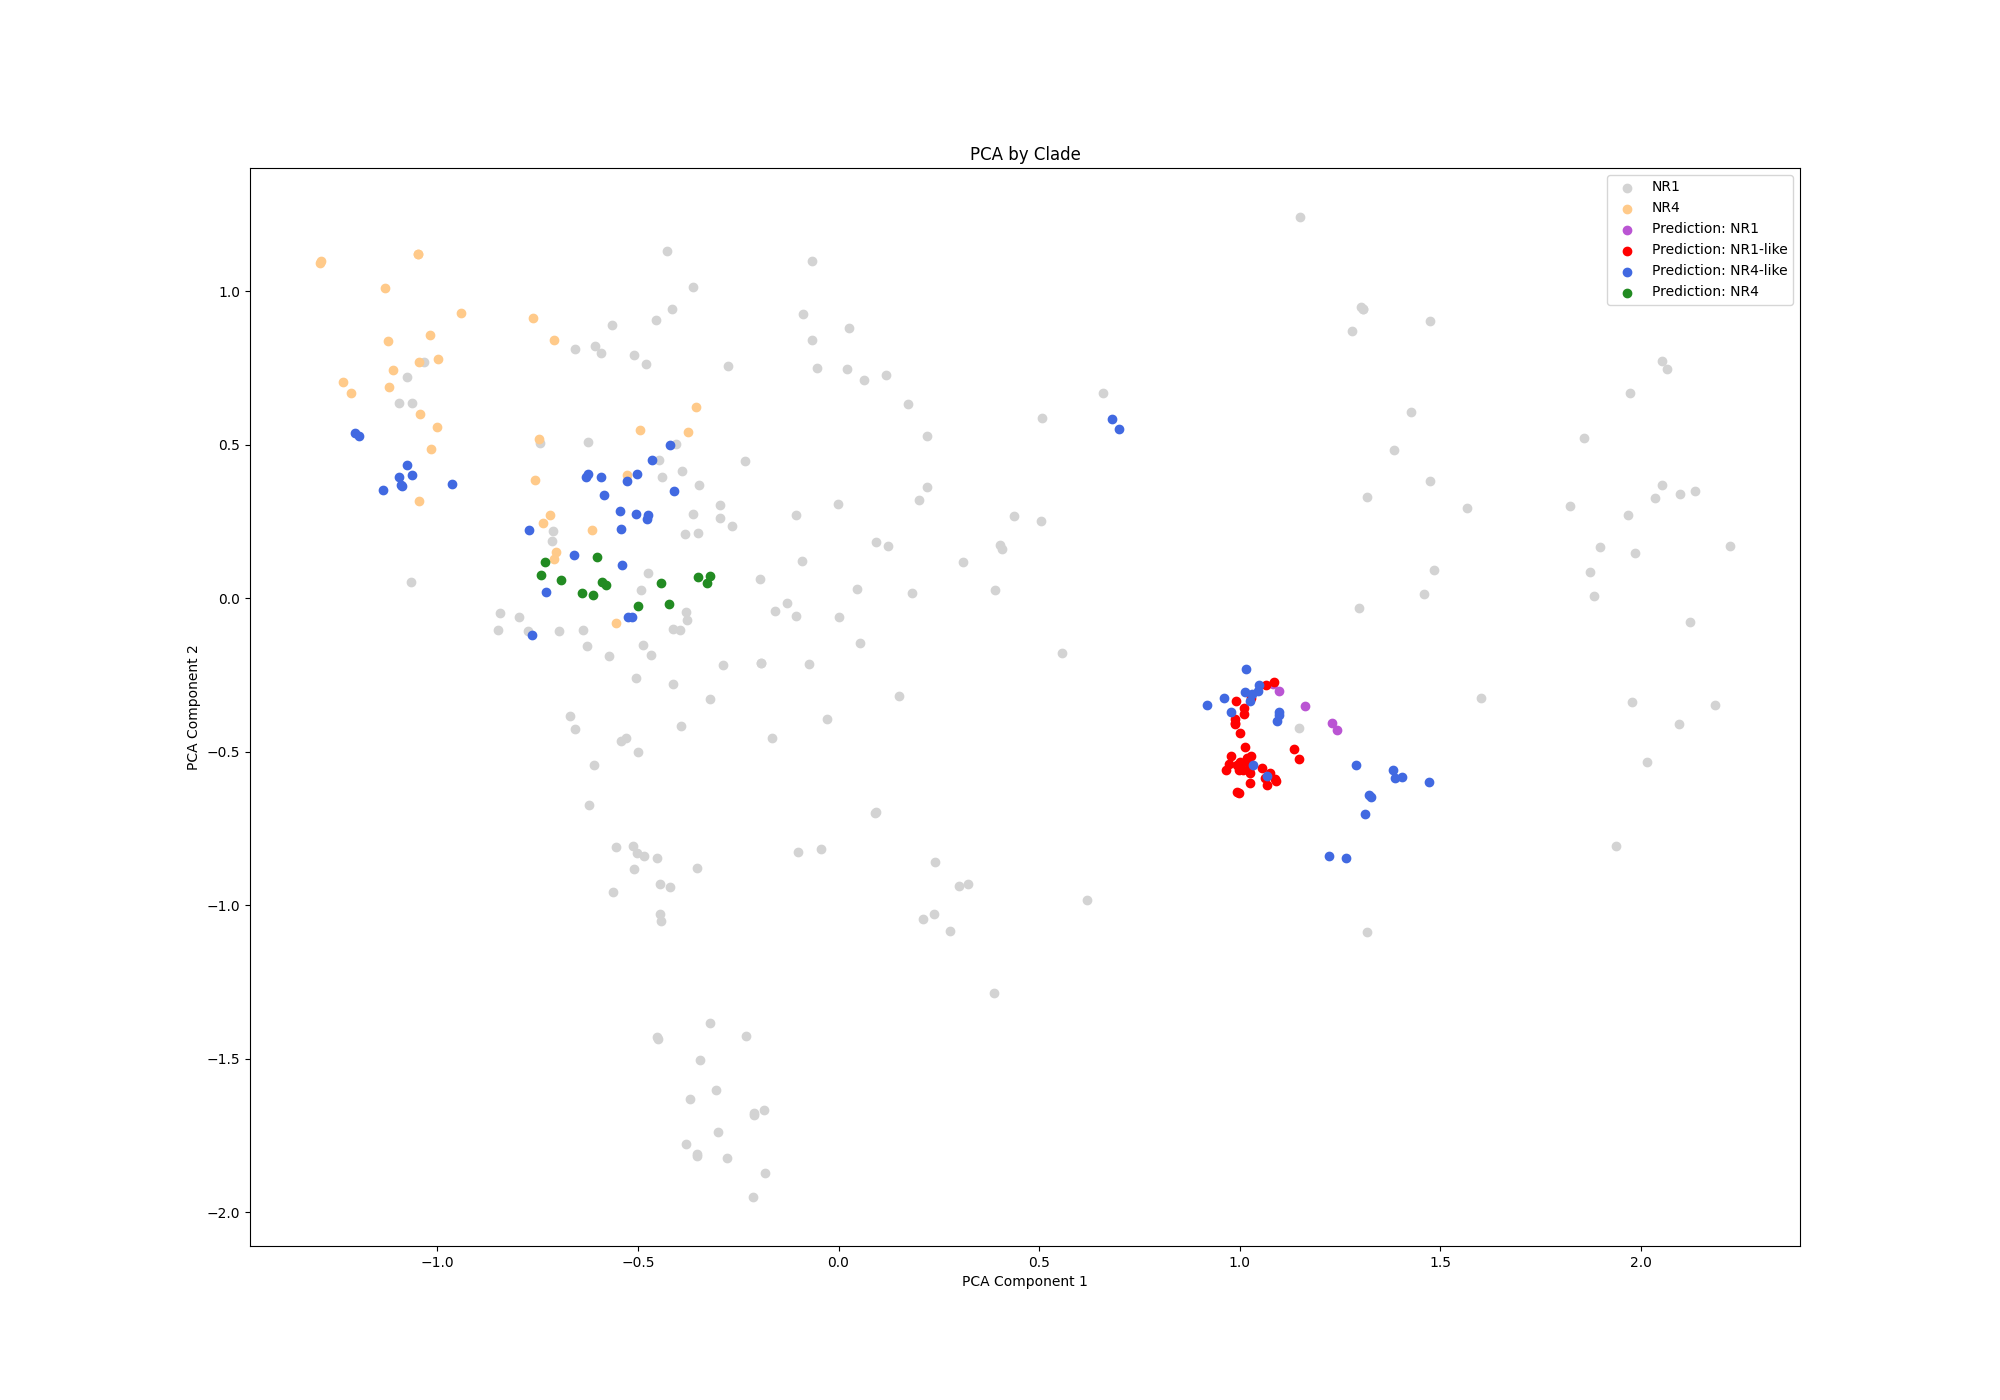 PCA by Clade
NR1
NR4
Prediction: NR1
Prediction: NR1-like
Prediction: NR4-like
Prediction: NR4
1.0
0.5
0.0
−0.5
−1.0
−1.5
−2.0
PCA Component 2
−1.0
−0.5
0.0
0.5
1.0
1.5
2.0
PCA Component 1